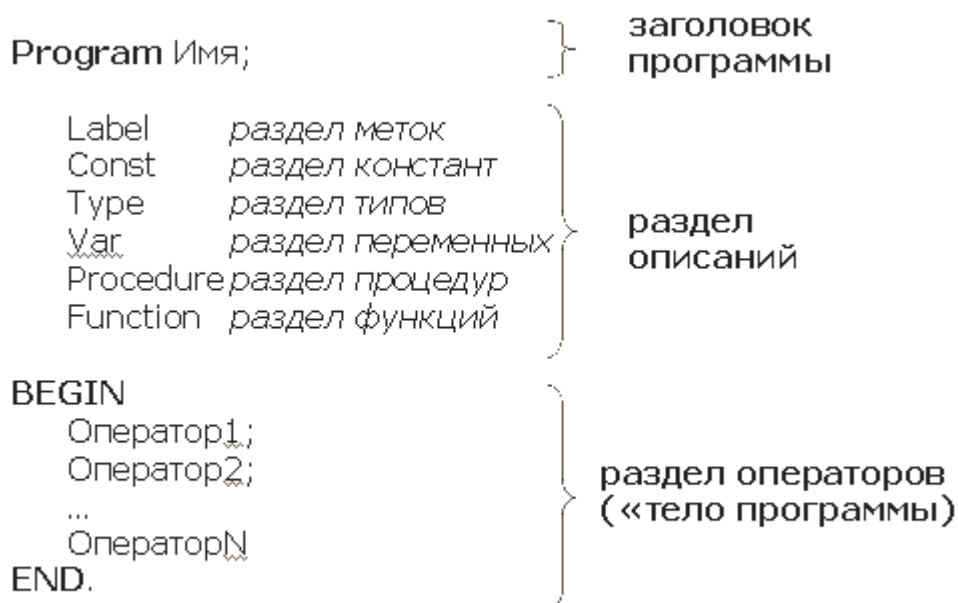 Program Имя;
заголовок
программы
Label раздел меток
Const раздел констант
Type раздел типов
Var раздел переменных
Procedure раздел процедур
Function раздел функций
раздел
описаний
BEGIN
Оператор1;
Оператор2;
...
ОператорN
END.
раздел операторов
(«тело программы)